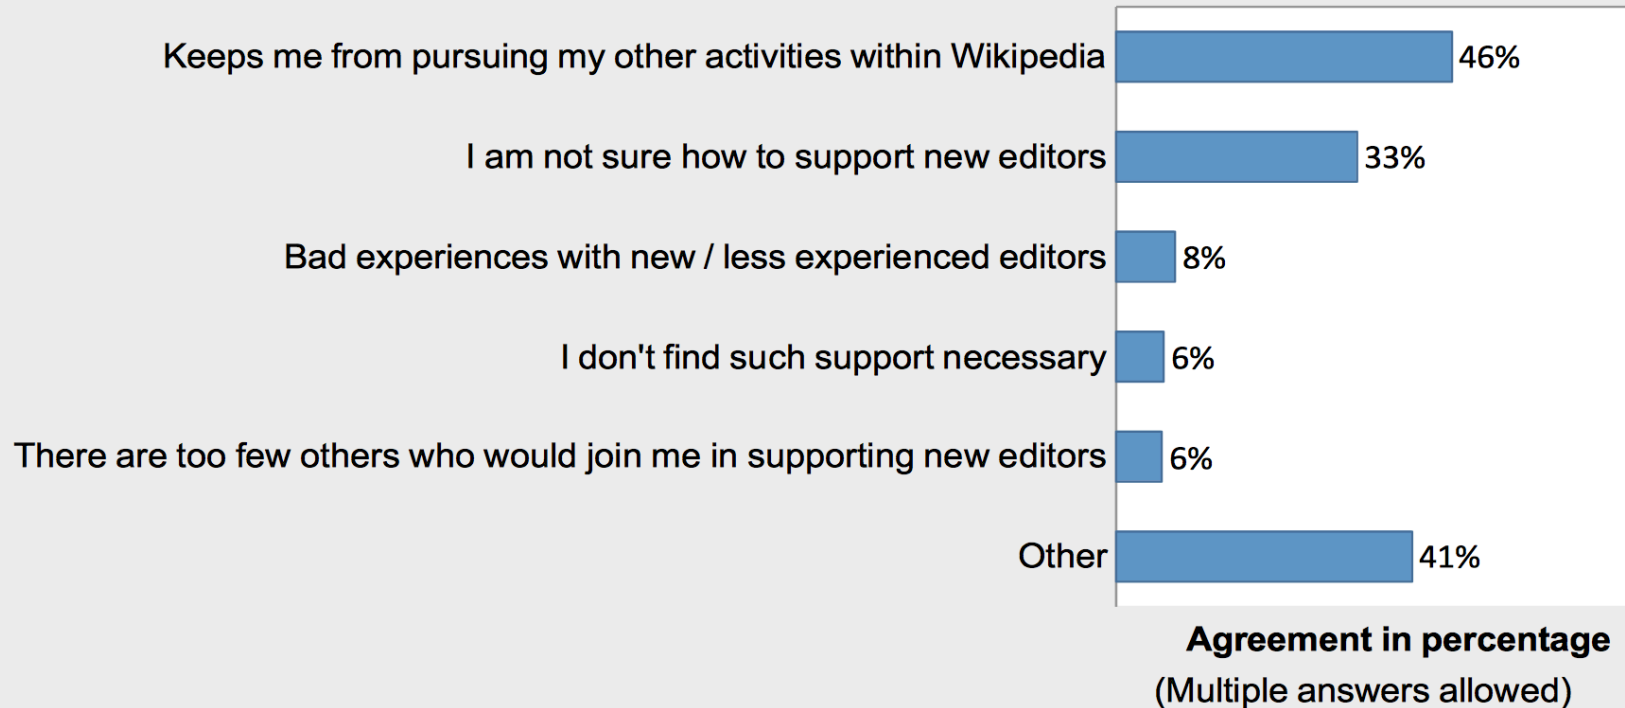 Keeps me from pursuing my other activities within Wikipedia 46%
I am not sure how to support new editors 33%
Bad experiences with new / less experienced editors 8%
I don't find such support necessary 6%
There are too few others who would join me in supporting new editors 6%
Other 41%
Agreement in percentage
(Multiple answers allowed)